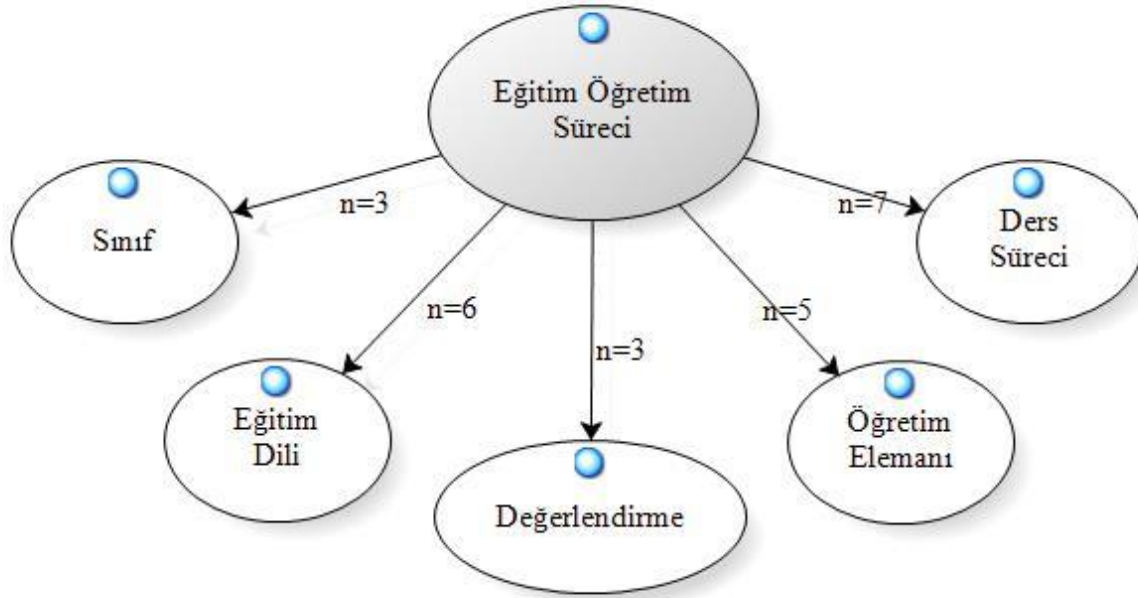 Eğitim Öğretim
Süreci
n=3
n=7
Sınıf
Ders
Süreci
n=6
n=5
n=3
Eğitim
Dili
Öğretim
Elemanı
Değerlendirme